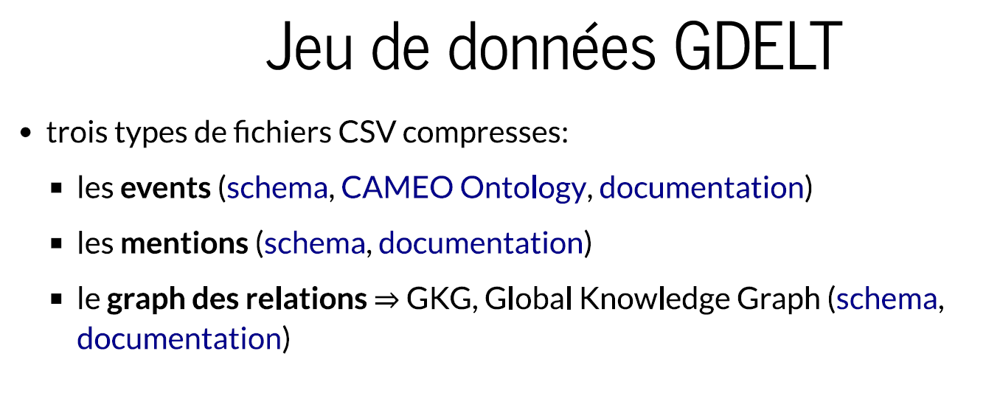 Jeu de données GDELT
• trois types de fichiers CSV compresses:
▪ les events (schema, CAMEO Ontology, documentation)
▪ les mentions (schema, documentation)
▪ le graph des relations ⇒ GKG, Global Knowledge Graph (schema,
documentation)